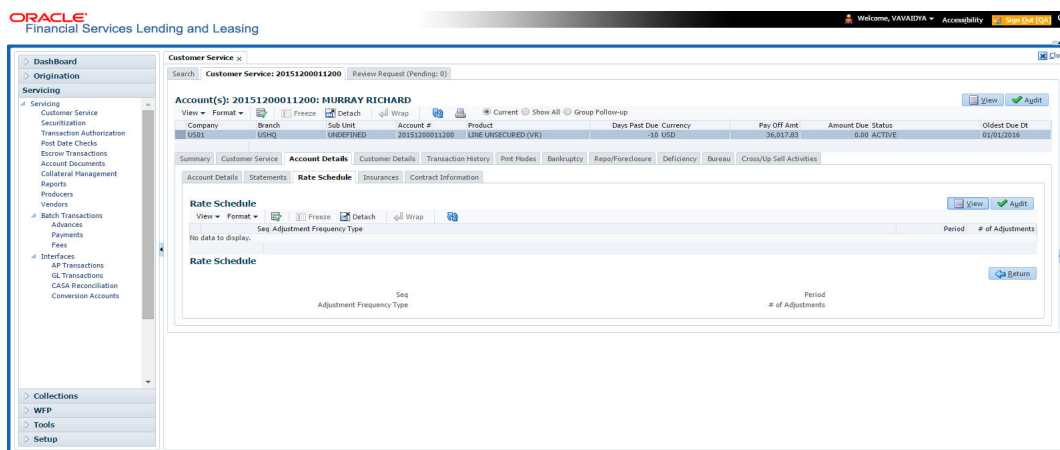 ORACLE
Financial Services Lending and Leasing
Welcome, VAVAIDYA Accessibility Sign Out [QA]
DashBoard
Origination
Servicing
Servicing
Customer Service
Securitization
Transaction Authorization
Post Date Checks
Escrow Transactions
Account Documents
Collateral Management
Reports
Producers
Vendors
Batch Transactions
Advances
Payments
Fees
Interfaces
AP Transactions
GL Transactions
CASA Reconciliation
Conversion Accounts
Collections
WFP
Tools
Setup
Customer Service x
Clo
Search Customer Service: 20151200011200 Review Request (Pending: 0)
Account(s): 20151200011200: MURRAY RICHARD
View Audit
View Format Freeze Detach Wrap Current Show All Group Follow-up
Company Branch Sub Unit Account # Product Days Past Due Currency Pay Off Amt Amount Due Status Oldest Due Dt
US01 USHQ UNDEFINED 20151200011200 LINE UNSECURED (VR) -10 USD 36,017.83 0.00 ACTIVE 01/01/2016
Summary Customer Service Account Details Customer Details Transaction History Pmt Modes Bankruptcy Repo/Foreclosure Deficiency Bureau Cross/Up Sell Activities
Account Details Statements Rate Schedule Insurances Contract Information
Rate Schedule
View Audit
View Format Freeze Detach Wrap
Seq Adjustment Frequency Type Period # of Adjustments
No data to display.
Rate Schedule
Return
Seq Period
Adjustment Frequency Type # of Adjustments